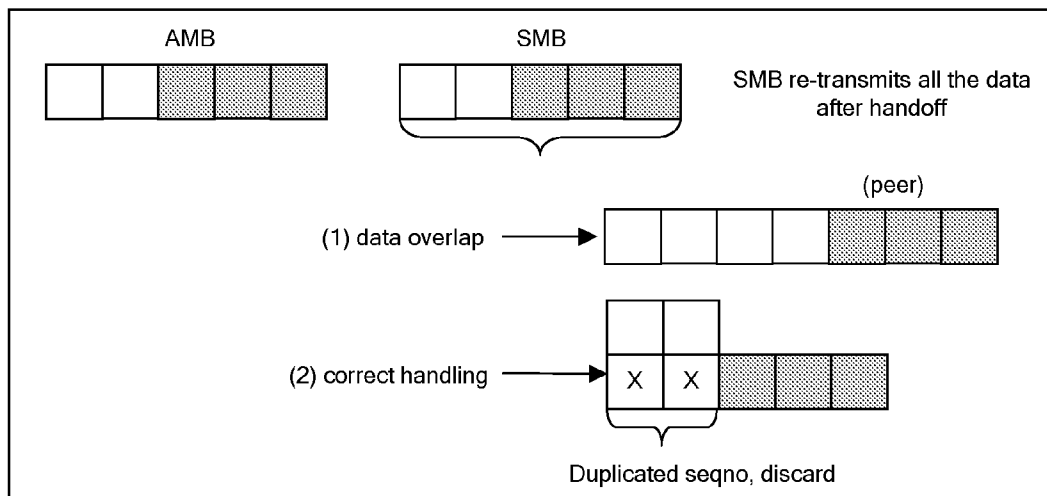 AMB
SMB
SMB re-transmits all the data
after handoff
(peer)
(1) data overlap
(2) correct handling
X X
Duplicated seqno, discard